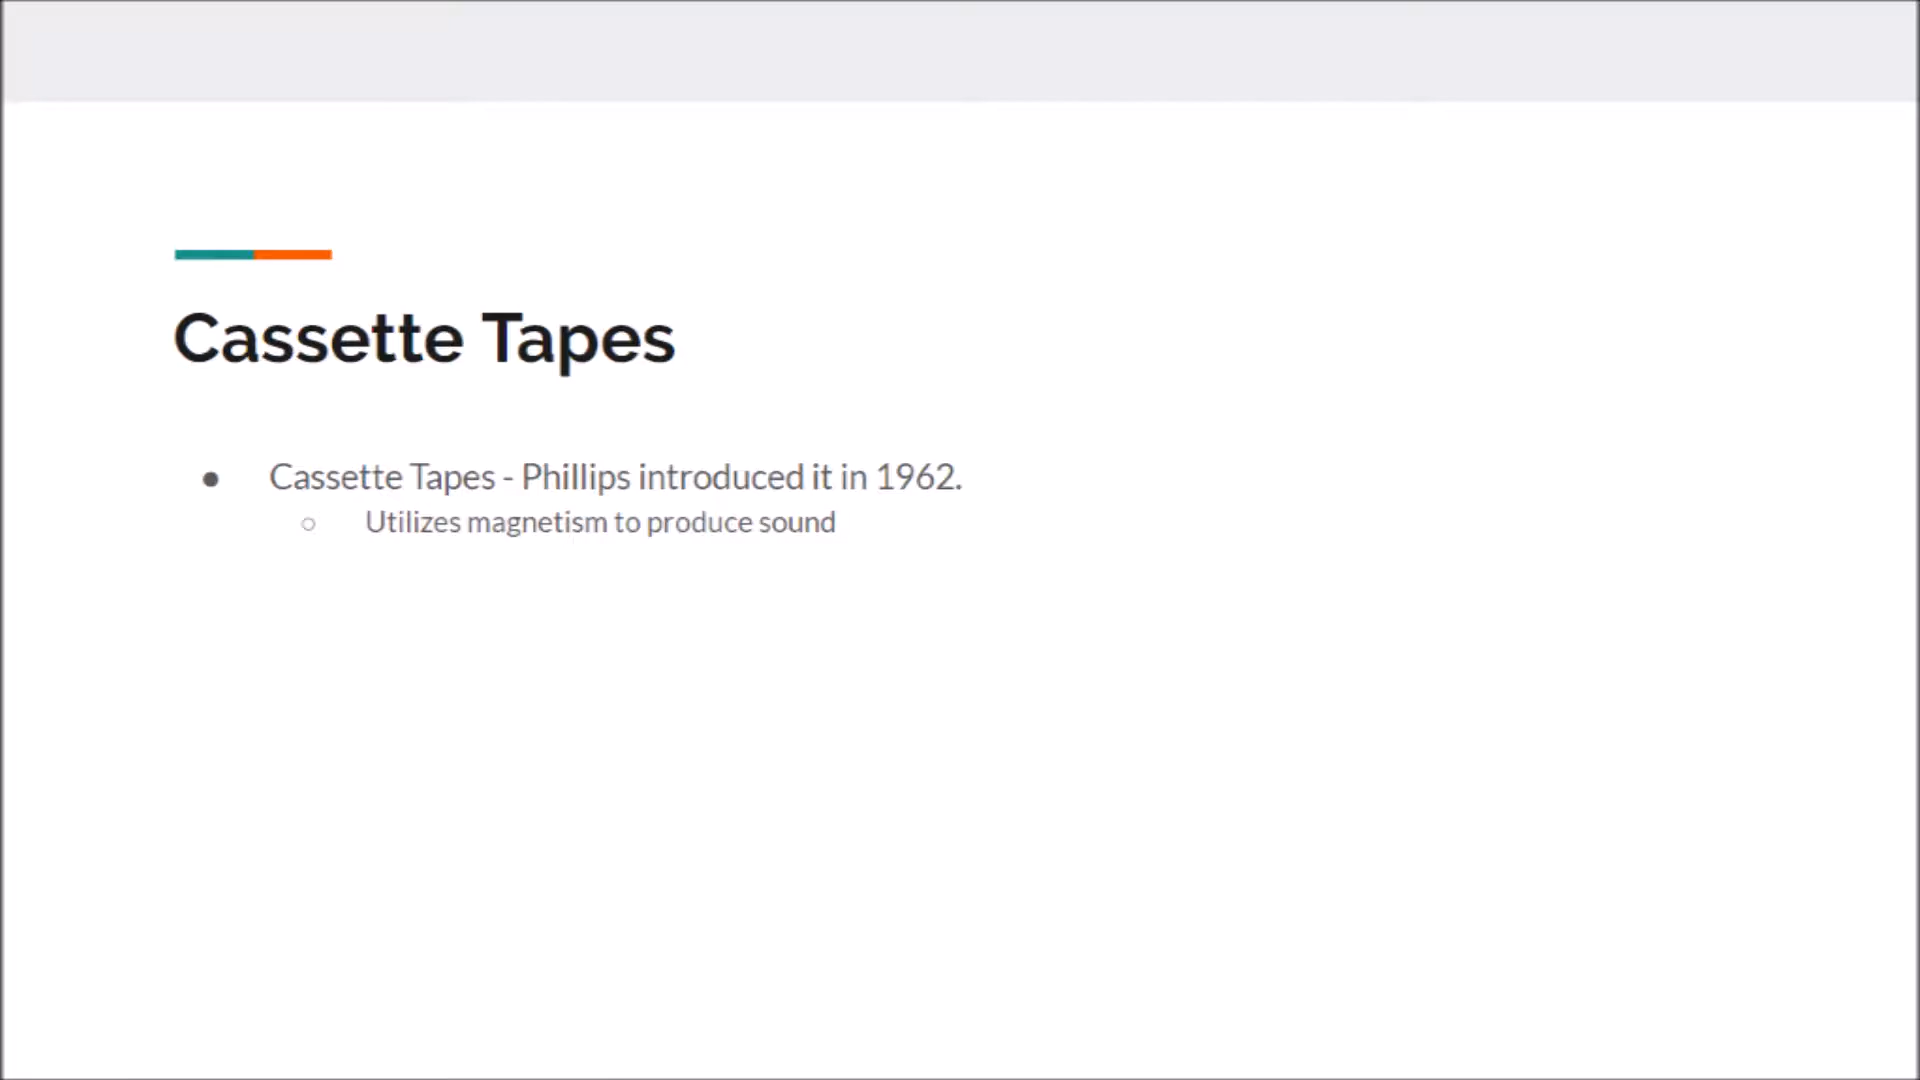 Cassette Tapes
● Cassette Tapes - Phillips introduced it in 1962.
○ Utilizes magnetism to produce sound